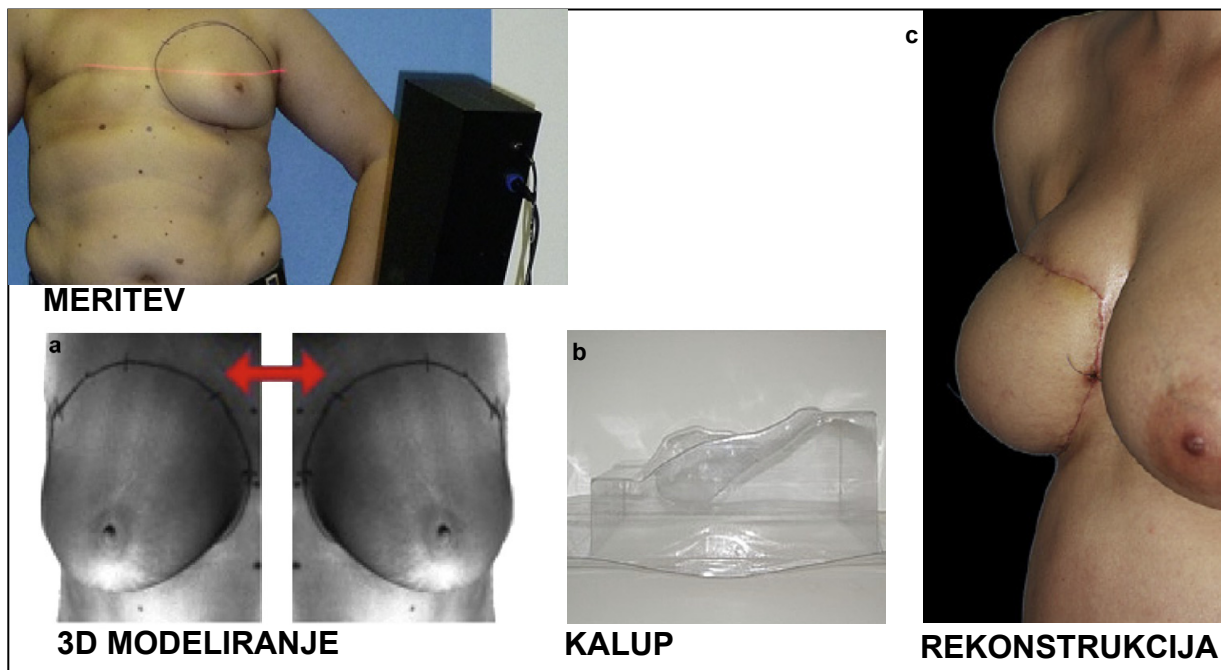 c
MERITEV
a
b
3D MODELIRANJE
KALUP
REKONSTRUKCIJA